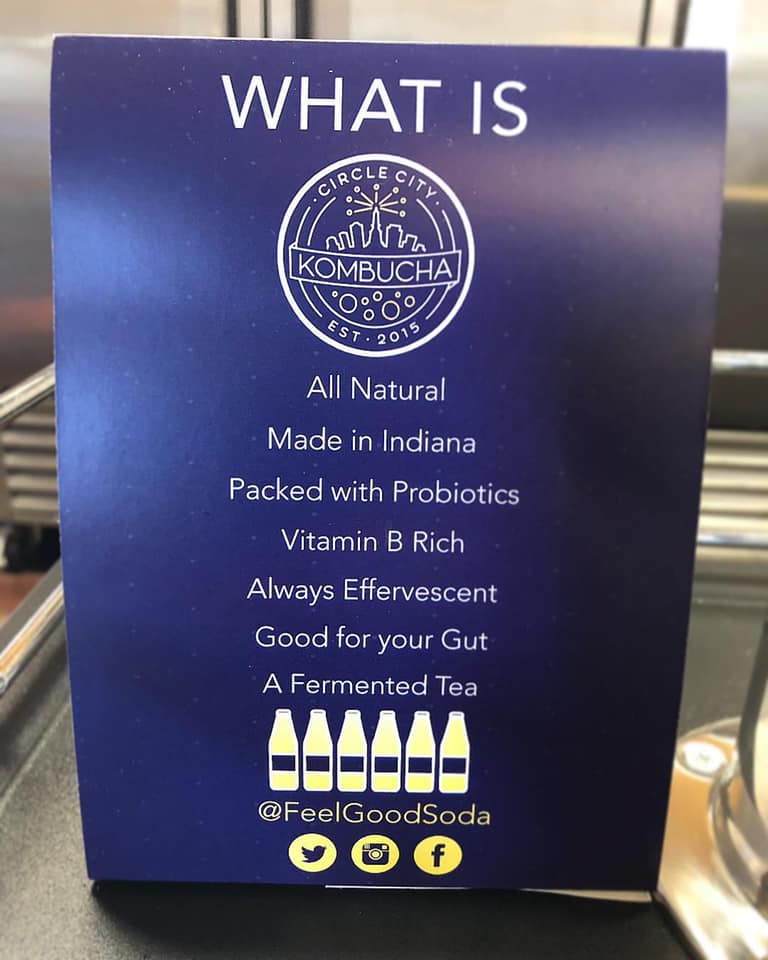 WHAT IS
· CIRCLE CITY ·
KOMBUCHA
EST · 2015
All Natural
Made in Indiana
Packed with Probiotics
Vitamin B Rich
Always Effervescent
Good for your Gut
A Fermented Tea
@FeelGoodSoda